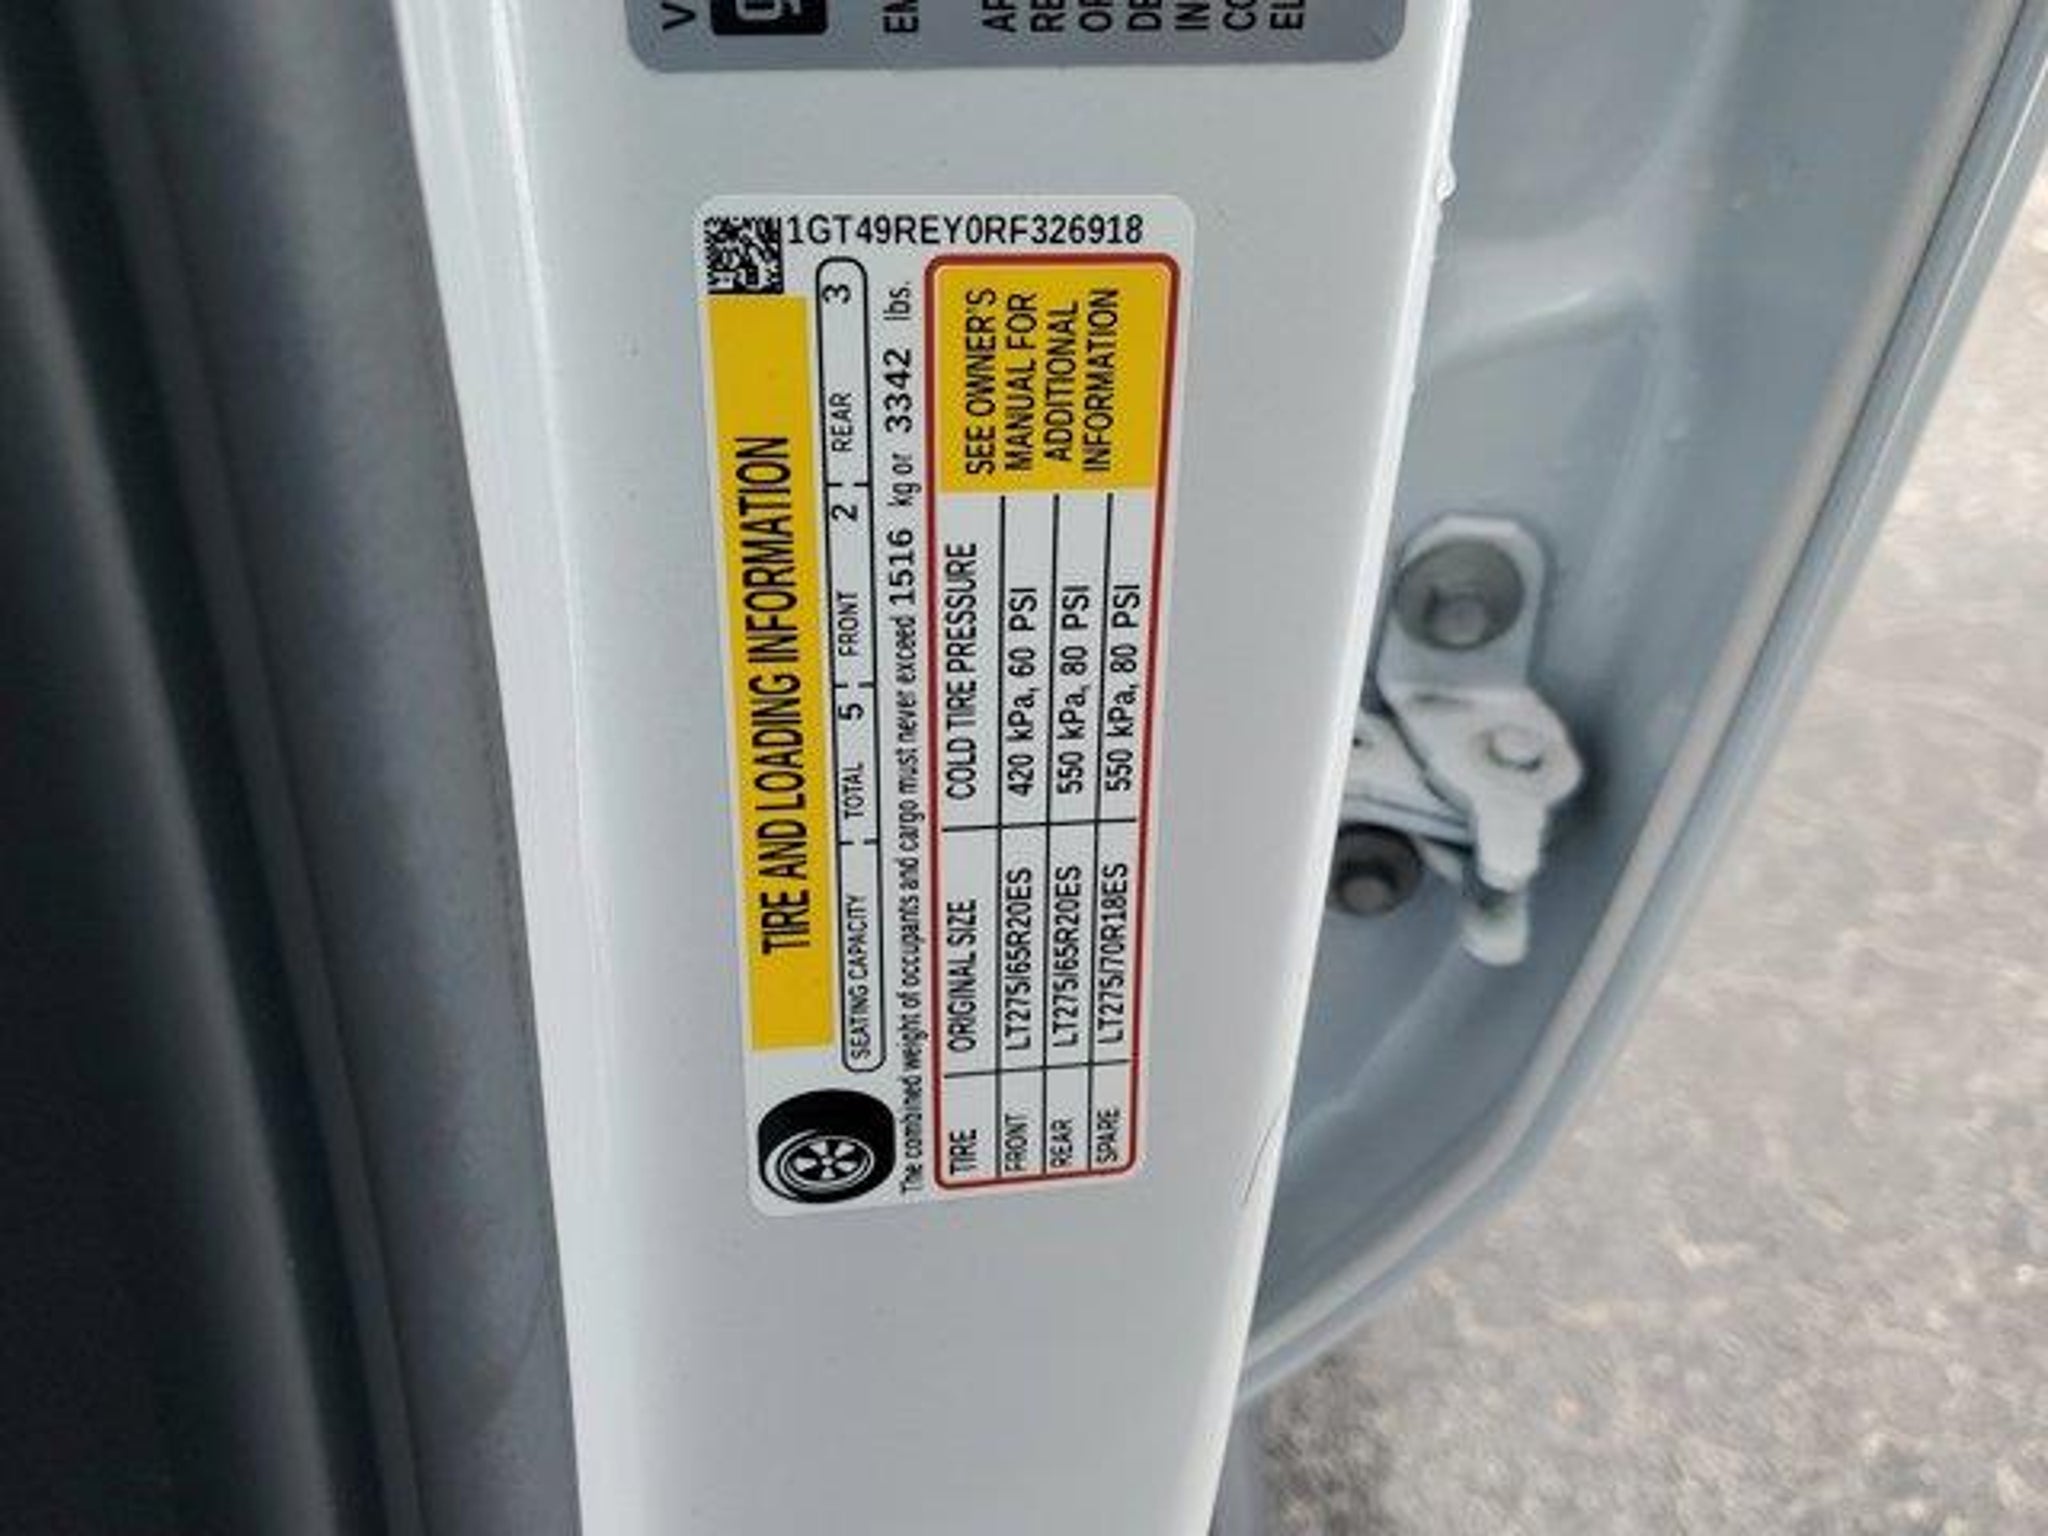 1GT49REY0RF326918
TIRE AND LOADING INFORMATION
SEATING CAPACITY TOTAL 5 FRONT 2 REAR 3
The combined weight of occupants and cargo must never exceed 1516 kg or 3342 lbs.
TIRE ORIGINAL SIZE COLD TIRE PRESSURE
FRONT LT275/65R20ES 420 kPa, 60 PSI
REAR LT275/65R20ES 550 kPa, 80 PSI
SPARE LT275/70R18ES 550 kPa, 80 PSI
SEE OWNER'S
MANUAL FOR
ADDITIONAL
INFORMATION